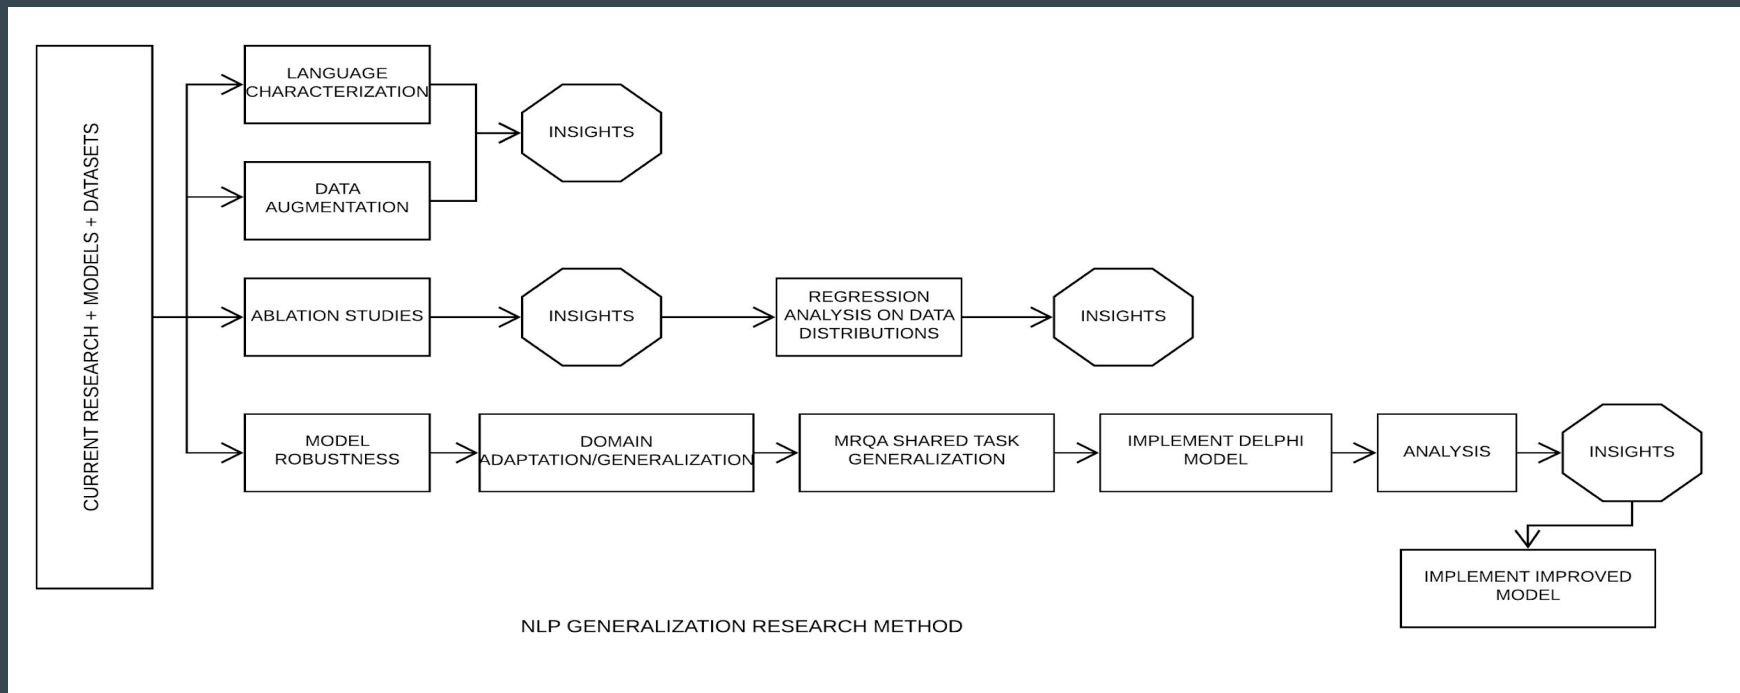 CURRENT RESEARCH + MODELS + DATASETS
LANGUAGE
CHARACTERIZATION
INSIGHTS
DATA
AUGMENTATION
ABLATION STUDIES
INSIGHTS
REGRESSION
ANALYSIS ON DATA
DISTRIBUTIONS
INSIGHTS
MODEL
ROBUSTNESS
DOMAIN
ADAPTATION/GENERALIZATION
MRQA SHARED TASK
GENERALIZATION
IMPLEMENT DELPHI
MODEL
ANALYSIS
INSIGHTS
IMPLEMENT IMPROVED
MODEL
NLP GENERALIZATION RESEARCH METHOD